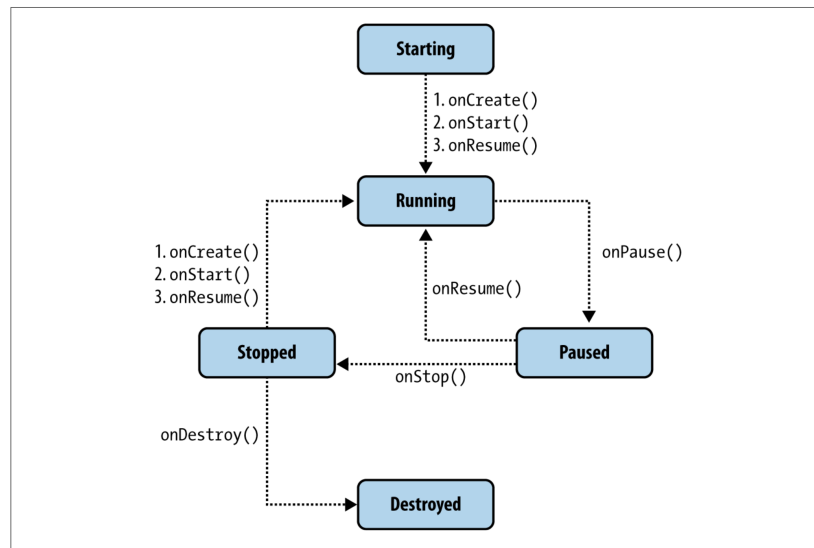 Starting
1. onCreate()
2. onStart()
3. onResume()
Running
1. onCreate()
2. onStart()
3. onResume()
onPause()
onResume()
Stopped
Paused
onStop()
onDestroy()
Destroyed